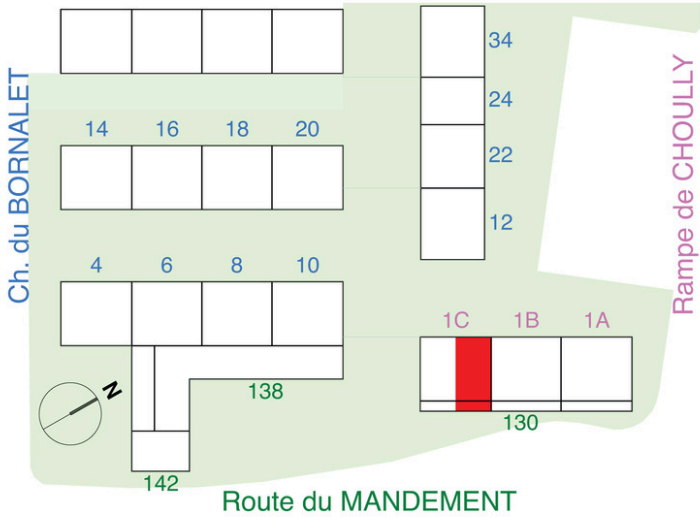 34
24
14 16 18 20
22
12
Ch. du BORNALET
Rampe de CHOULLY
4 6 8 10
1C 1B 1A
N
138
130
142
Route du MANDEMENT